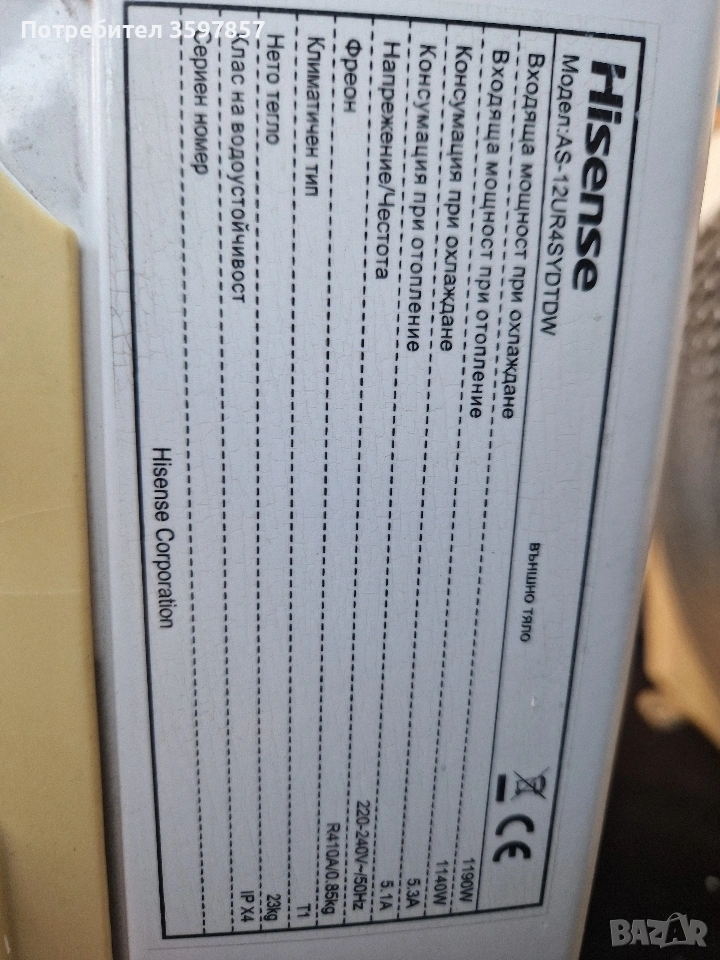 Потребител 3597857
Hisense
Модел:AS-12UR4SYDTDW
външно тяло
CE
Входяща мощност при охлаждане 1190W
Входяща мощност при отопление 1140W
Консумация при охлаждане 5.3A
Консумация при отопление 5.1A
Напрежение/Честота 220-240V~/50Hz
Фреон R410A/0.85kg
Климатичен тип T1
Нето тегло 23kg
Клас на водоустойчивост IP X4
Сериен номер
Hisense Corporation
BAZAR